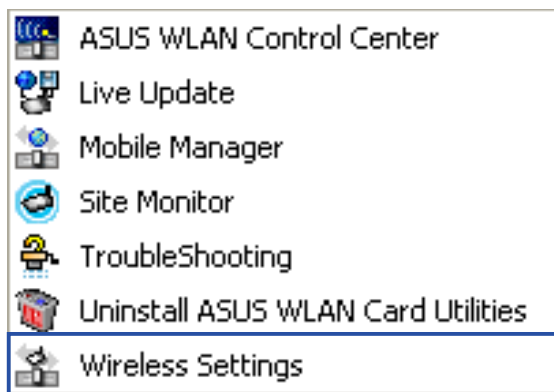 ASUS WLAN Control Center
Live Update
Mobile Manager
Site Monitor
TroubleShooting
Uninstall ASUS WLAN Card Utilities
Wireless Settings